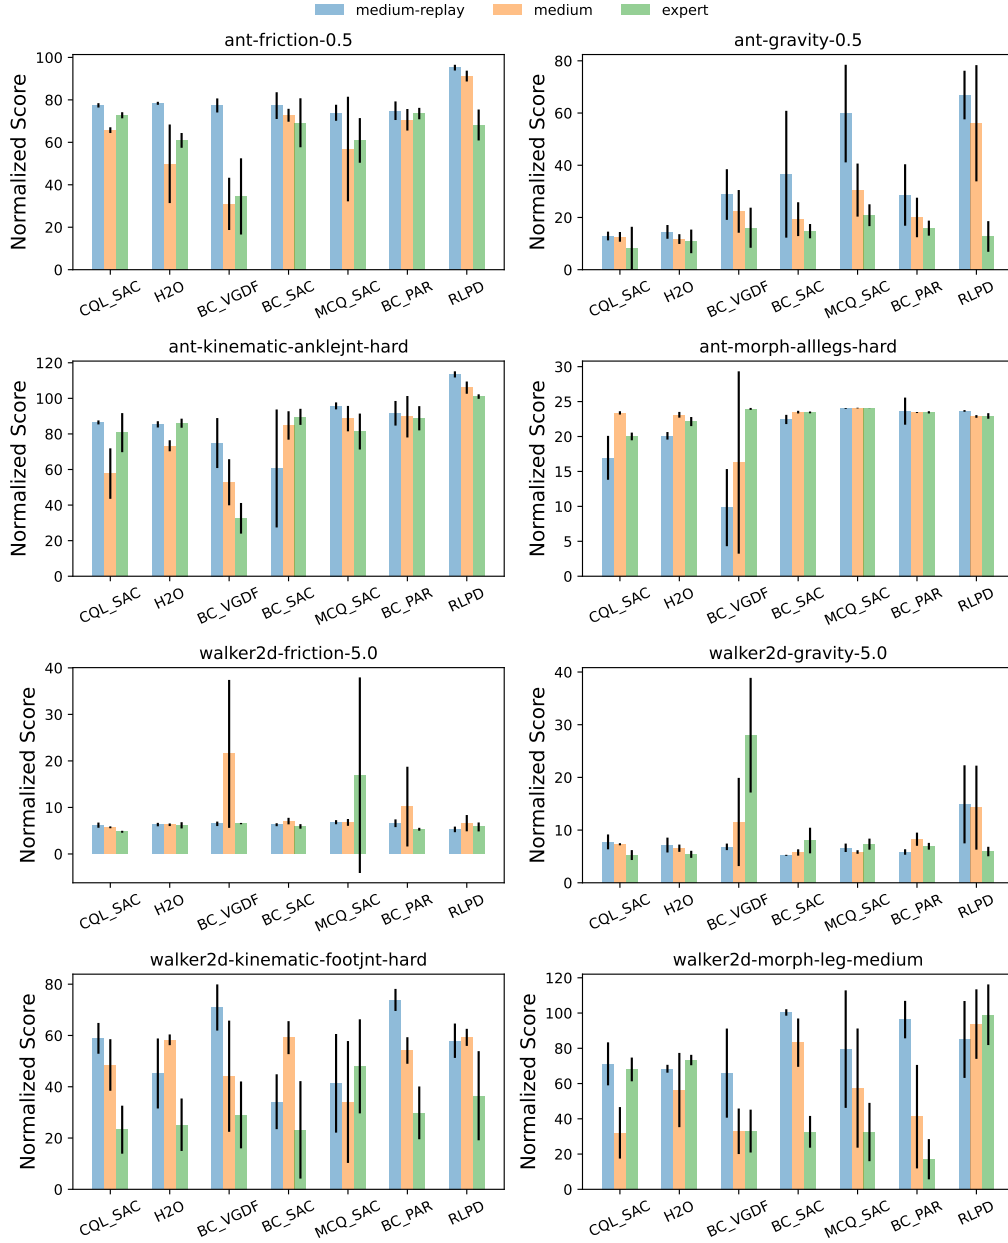 medium-replay medium expert
ant-friction-0.5
Normalized Score
100
80
60
40
20
0
CQL_SAC H2O BC_VGDF BC_SAC MCQ_SAC BC_PAR RLPD
ant-gravity-0.5
Normalized Score
80
60
40
20
0
CQL_SAC H2O BC_VGDF BC_SAC MCQ_SAC BC_PAR RLPD
ant-kinematic-anklejnt-hard
Normalized Score
120
100
80
60
40
20
0
CQL_SAC H2O BC_VGDF BC_SAC MCQ_SAC BC_PAR RLPD
ant-morph-alllegs-hard
Normalized Score
30
25
20
15
10
5
0
CQL_SAC H2O BC_VGDF BC_SAC MCQ_SAC BC_PAR RLPD
walker2d-friction-5.0
Normalized Score
40
30
20
10
0
CQL_SAC H2O BC_VGDF BC_SAC MCQ_SAC BC_PAR RLPD
walker2d-gravity-5.0
Normalized Score
40
30
20
10
0
CQL_SAC H2O BC_VGDF BC_SAC MCQ_SAC BC_PAR RLPD
walker2d-kinematic-footjnt-hard
Normalized Score
80
60
40
20
0
CQL_SAC H2O BC_VGDF BC_SAC MCQ_SAC BC_PAR RLPD
walker2d-morph-leg-medium
Normalized Score
120
100
80
60
40
20
0
CQL_SAC H2O BC_VGDF BC_SAC MCQ_SAC BC_PAR RLPD